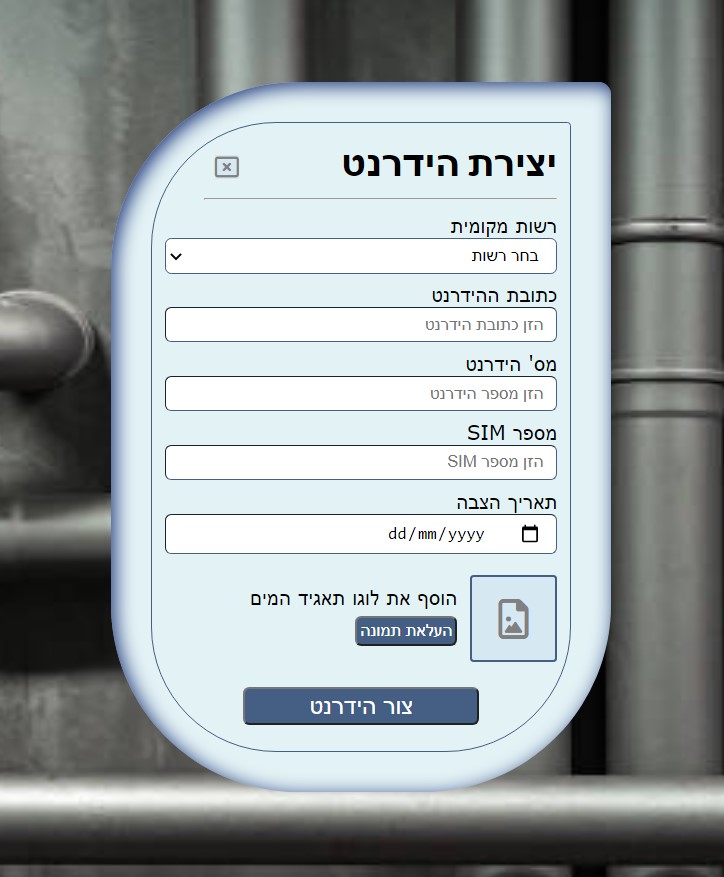 יצירת הידרנט
רשות מקומית
בחר רשות
כתובת ההידרנט
הזן כתובת הידרנט
מס' הידרנט
הזן מספר הידרנט
מספר SIM
הזן מספר SIM
תאריך הצבה
dd/mm/yyyy
הוסף את לוגו תאגיד המים
העלאת תמונה
צור הידרנט